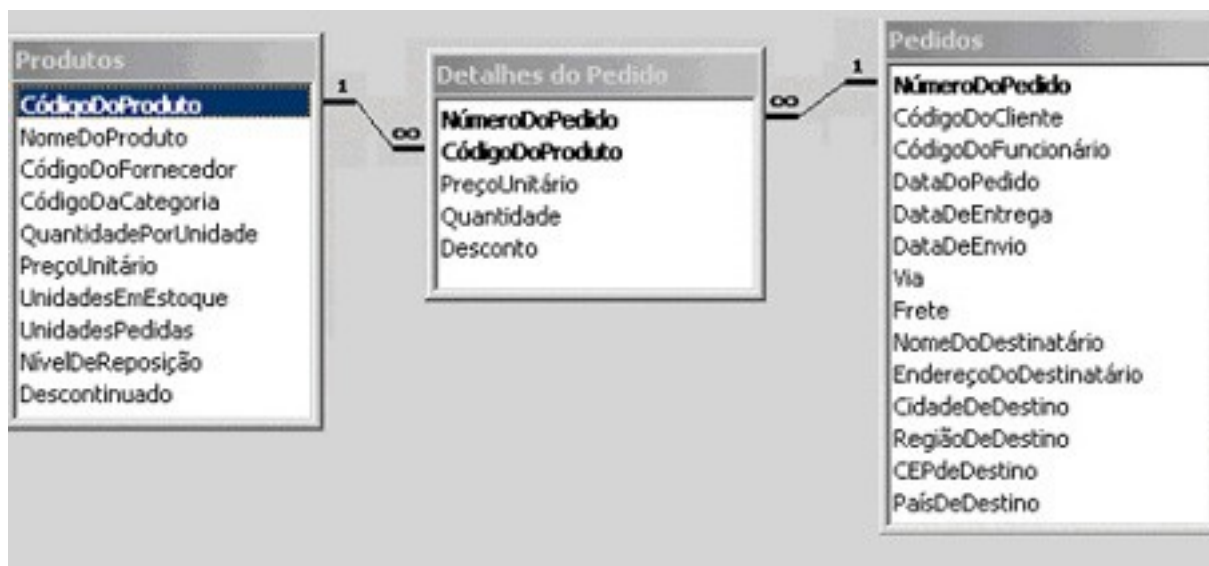 Produtos
CódigoDoProduto
NomeDoProduto
CódigoDoFornecedor
CódigoDaCategoria
QuantidadePorUnidade
PreçoUnitário
UnidadesEmEstoque
UnidadesPedidas
NívelDeReposição
Descontinuado
1
∞
Detalhes do Pedido
NúmeroDoPedido
CódigoDoProduto
PreçoUnitário
Quantidade
Desconto
∞
1
Pedidos
NúmeroDoPedido
CódigoDoCliente
CódigoDoFuncionário
DataDoPedido
DataDeEntrega
DataDeEnvio
Via
Frete
NomeDoDestinatário
EndereçoDoDestinatário
CidadeDeDestino
RegiãoDeDestino
CEPdeDestino
PaísDeDestino